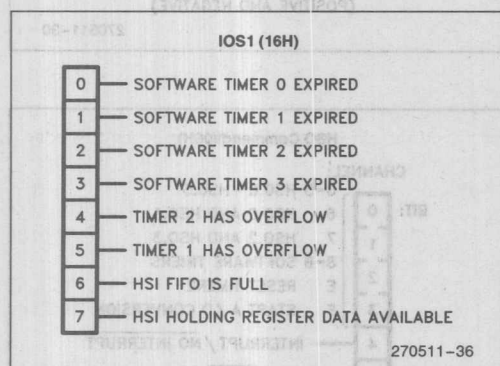 IOS1 (16H)
0 SOFTWARE TIMER 0 EXPIRED
1 SOFTWARE TIMER 1 EXPIRED
2 SOFTWARE TIMER 2 EXPIRED
3 SOFTWARE TIMER 3 EXPIRED
4 TIMER 2 HAS OVERFLOW
5 TIMER 1 HAS OVERFLOW
6 HSI FIFO IS FULL
7 HSI HOLDING REGISTER DATA AVAILABLE
270511-36